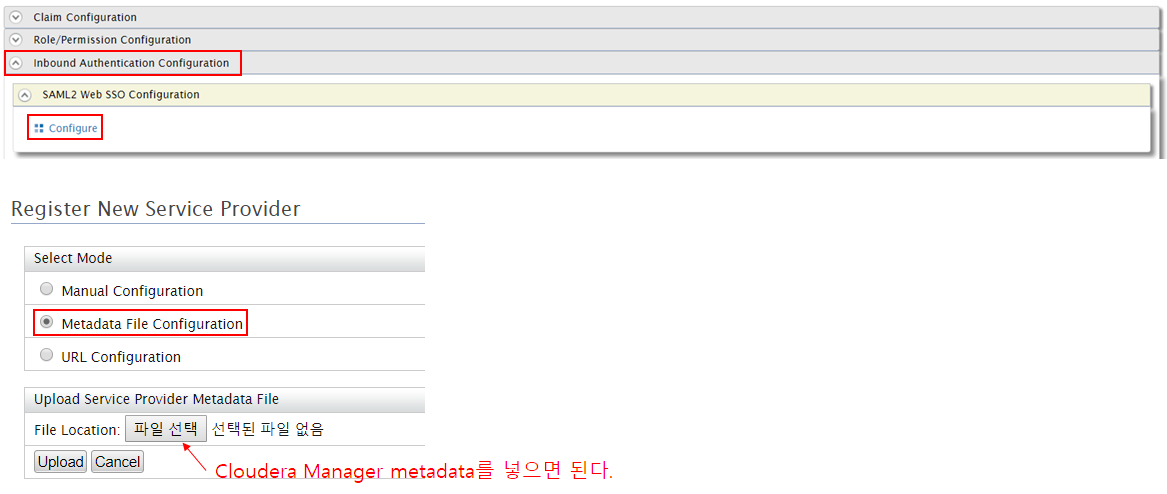 Claim Configuration
Role/Permission Configuration
Inbound Authentication Configuration
SAML2 Web SSO Configuration
Configure
Register New Service Provider
Select Mode
Manual Configuration
Metadata File Configuration
URL Configuration
Upload Service Provider Metadata File
File Location: 파일 선택 선택된 파일 없음
Upload Cancel
Cloudera Manager metadata를 넣으면 된다.